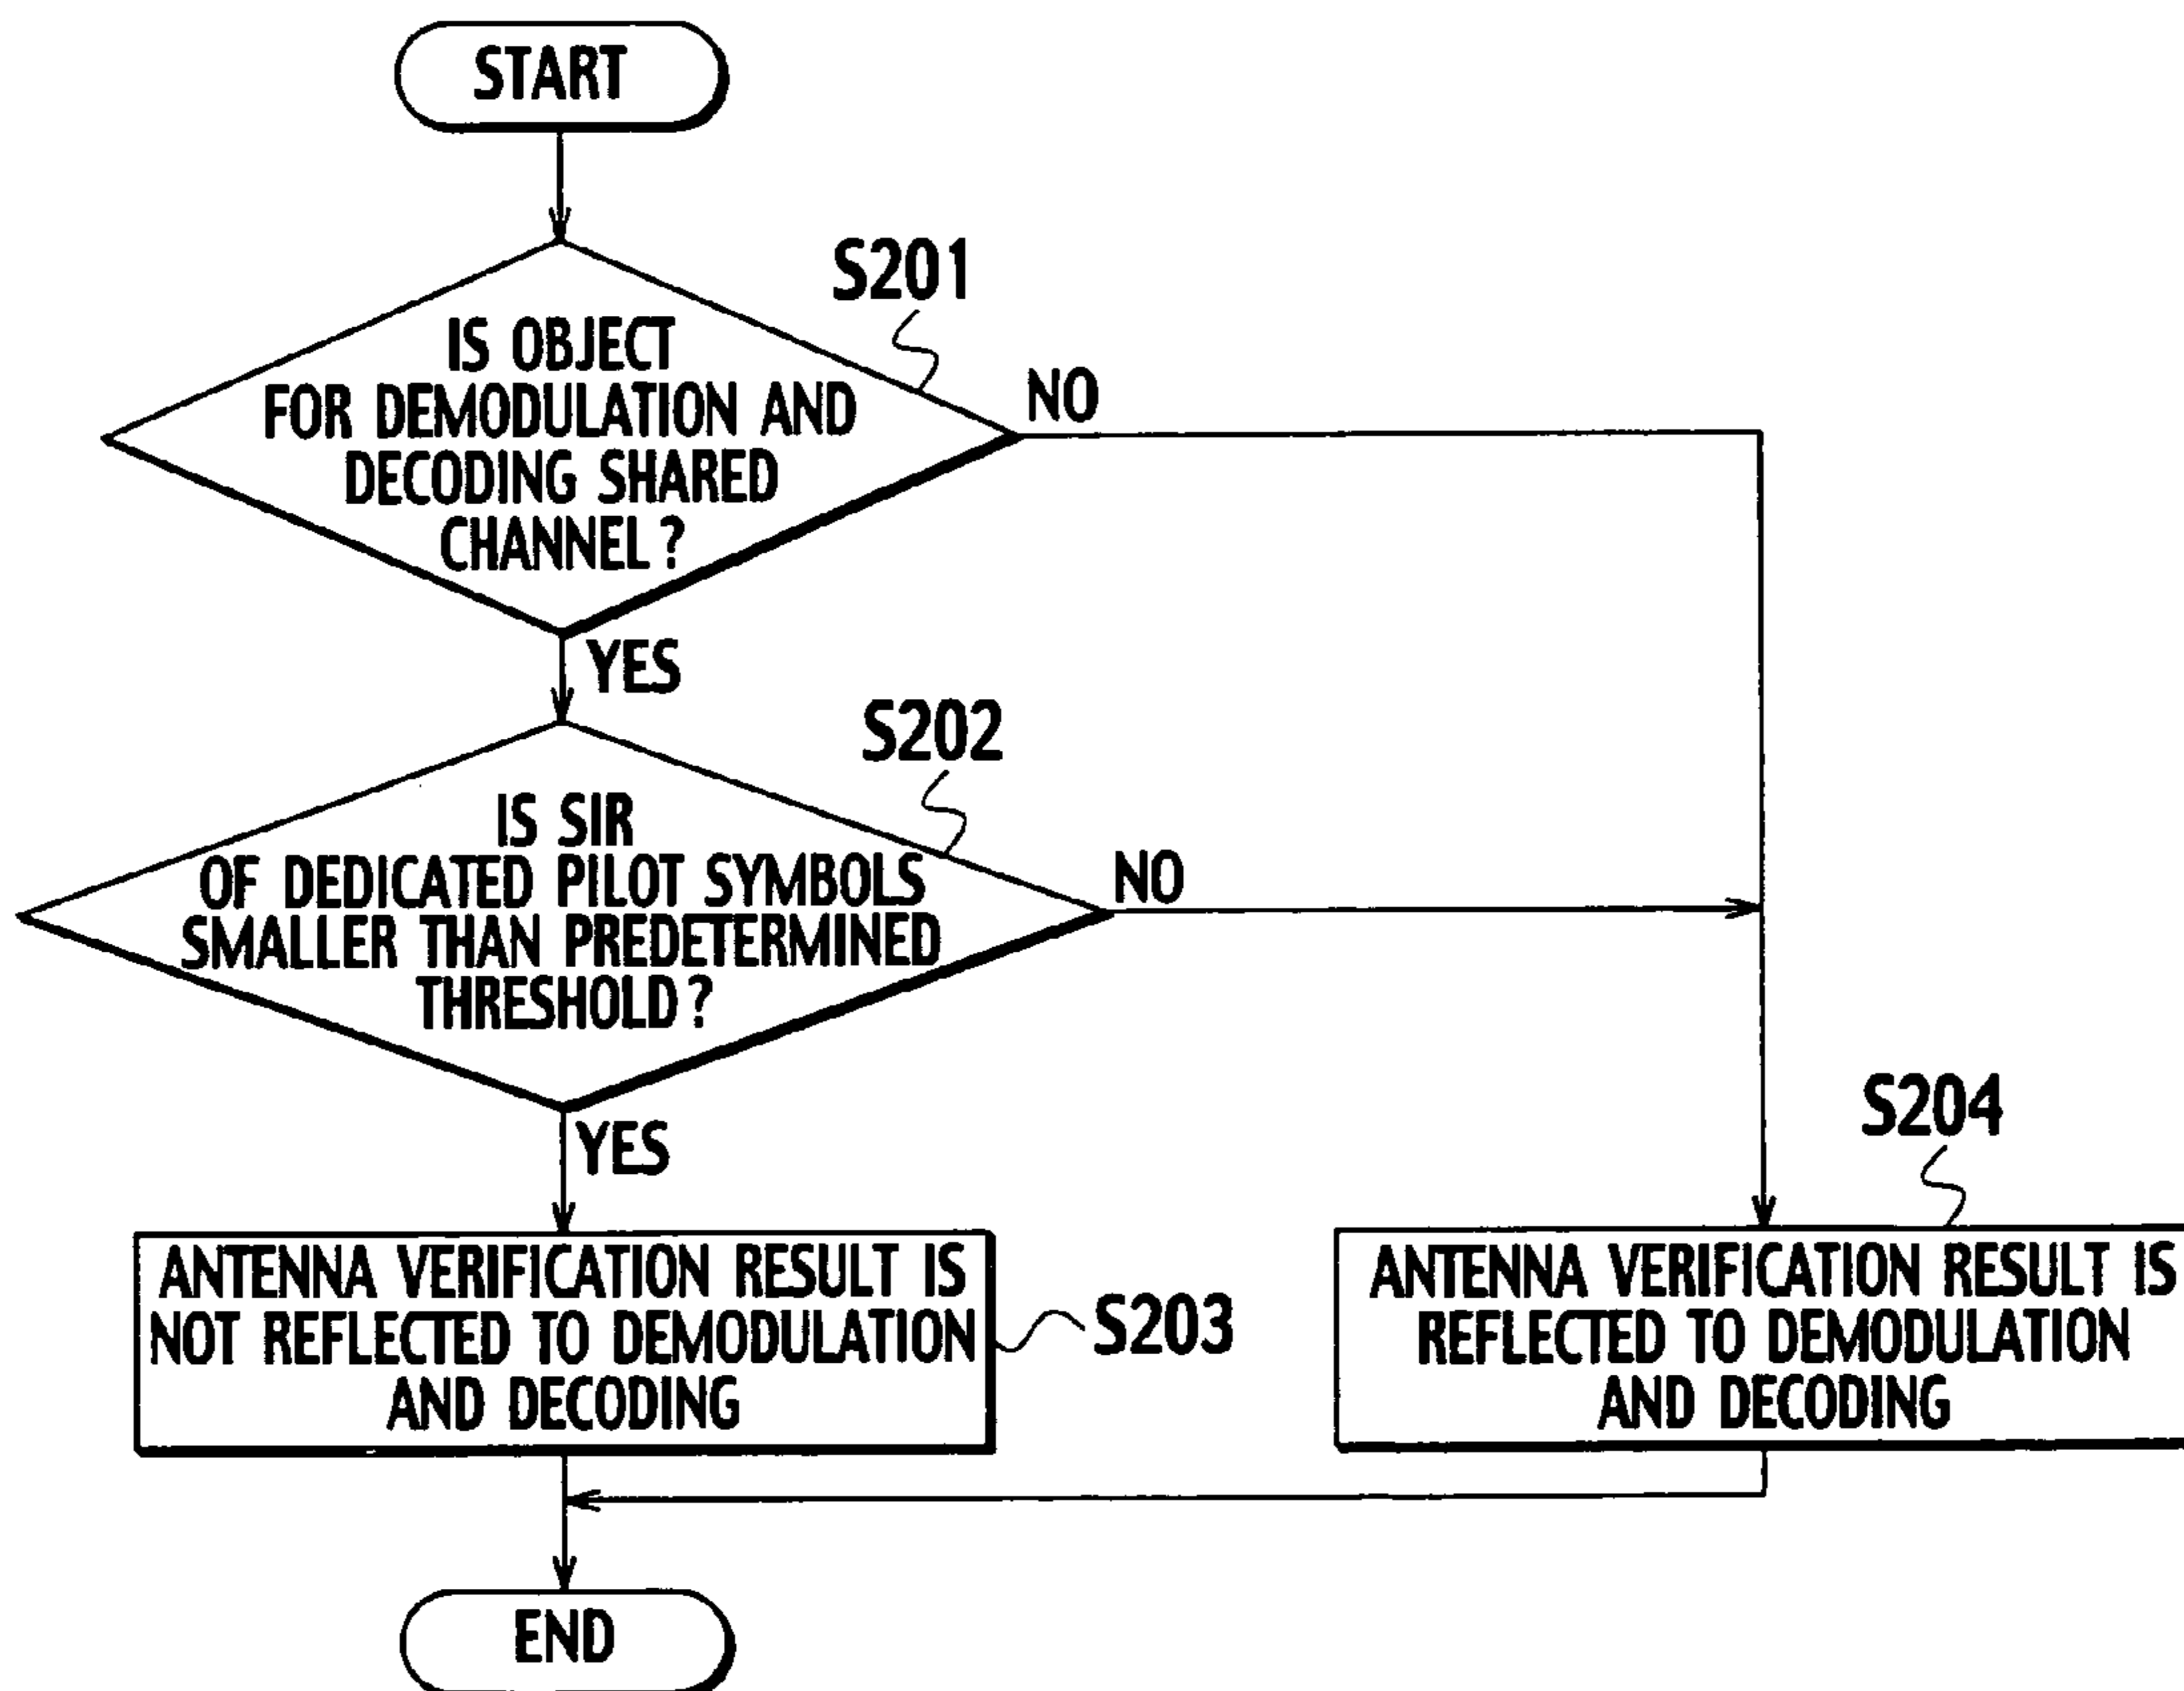 START
S201
IS OBJECT
FOR DEMODULATION AND
DECODING SHARED
CHANNEL?
NO
YES
S202
IS SIR
OF DEDICATED PILOT SYMBOLS
SMALLER THAN PREDETERMINED
THRESHOLD?
NO
YES
S204
ANTENNA VERIFICATION RESULT IS
NOT REFLECTED TO DEMODULATION
AND DECODING
S203
ANTENNA VERIFICATION RESULT IS
REFLECTED TO DEMODULATION
AND DECODING
END